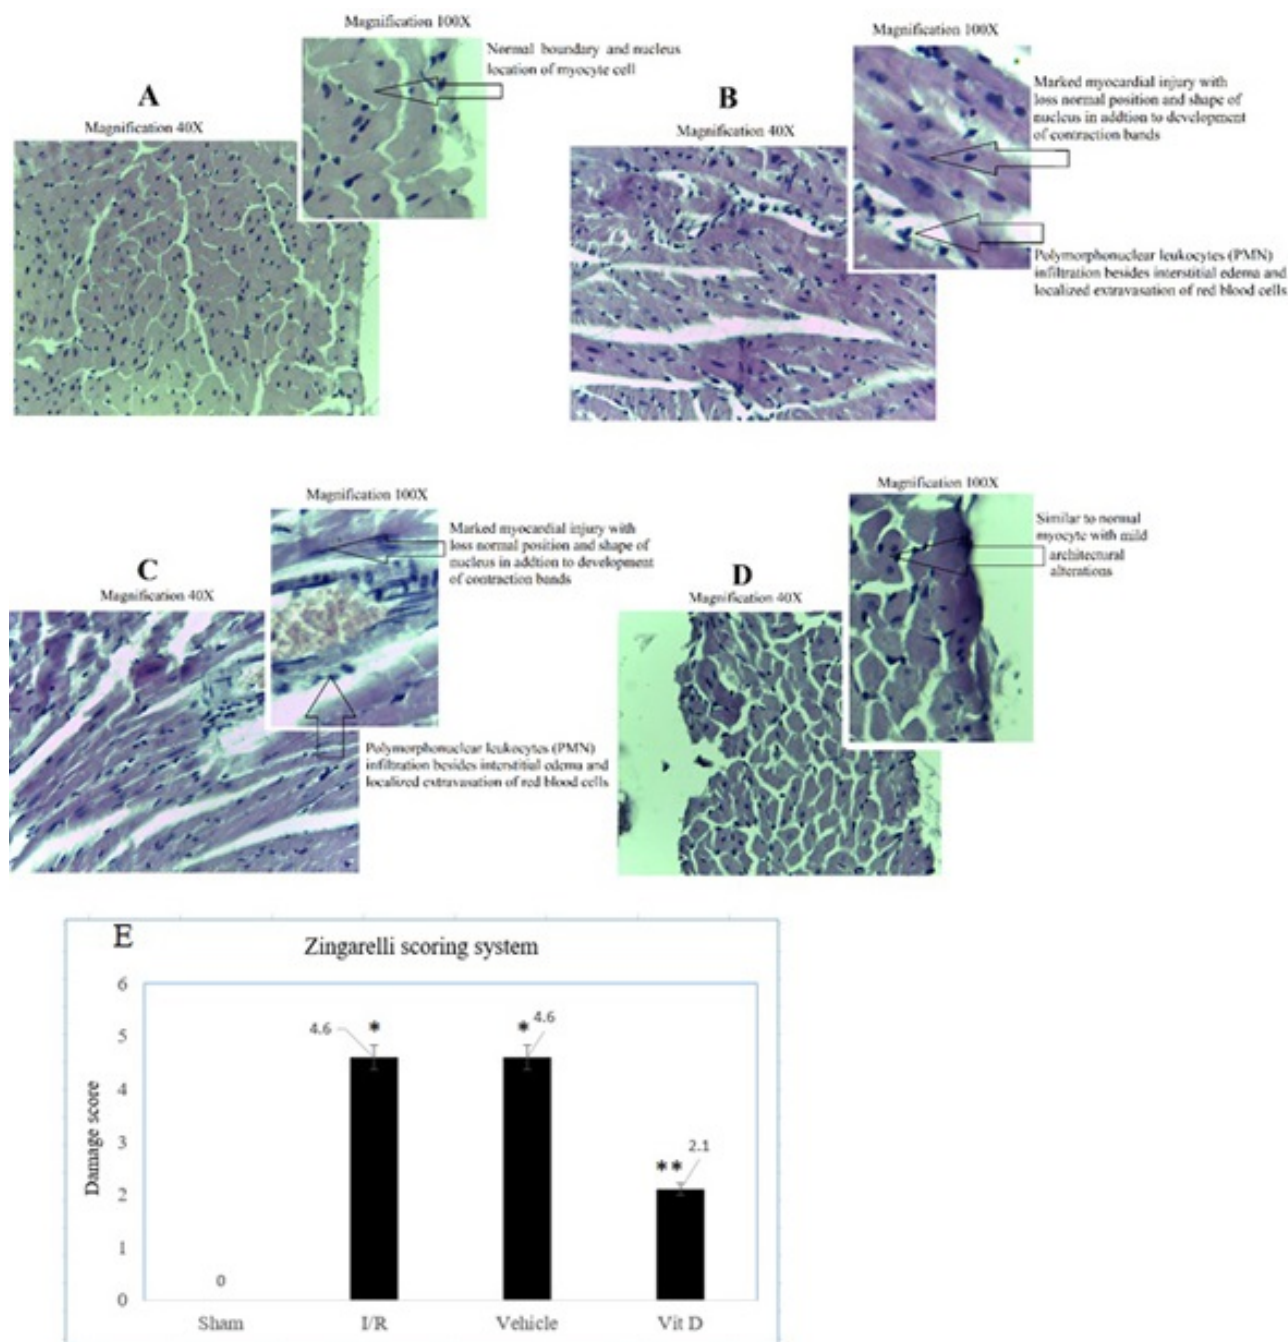 Magnification 100X
Normal boundary and nucleus
location of myocyte cell
A
Magnification 40X
Magnification 100X
Marked myocardial injury with
loss normal position and shape of
nucleus in addtion to development
of contraction bands
B
Magnification 40X
Polymorphonuclear leukocytes (PMN)
infiltration besides interstitial edema and
localized extravasation of red blood cells
Magnification 100X
Marked myocardial injury with
loss normal position and shape of
nucleus in addtion to development
of contraction bands
C
Magnification 40X
Polymorphonuclear leukocytes (PMN)
infiltration besides interstitial edema and
localized extravasation of red blood cells
Magnification 100X
Similar to normal
myocyte with mild
architectural
alterations
D
Magnification 40X
E
Zingarelli scoring system
Damage score
6
5
4
3
2
1
0
0
4.6
*
*
4.6
**
2.1
Sham
I/R
Vehicle
Vit D